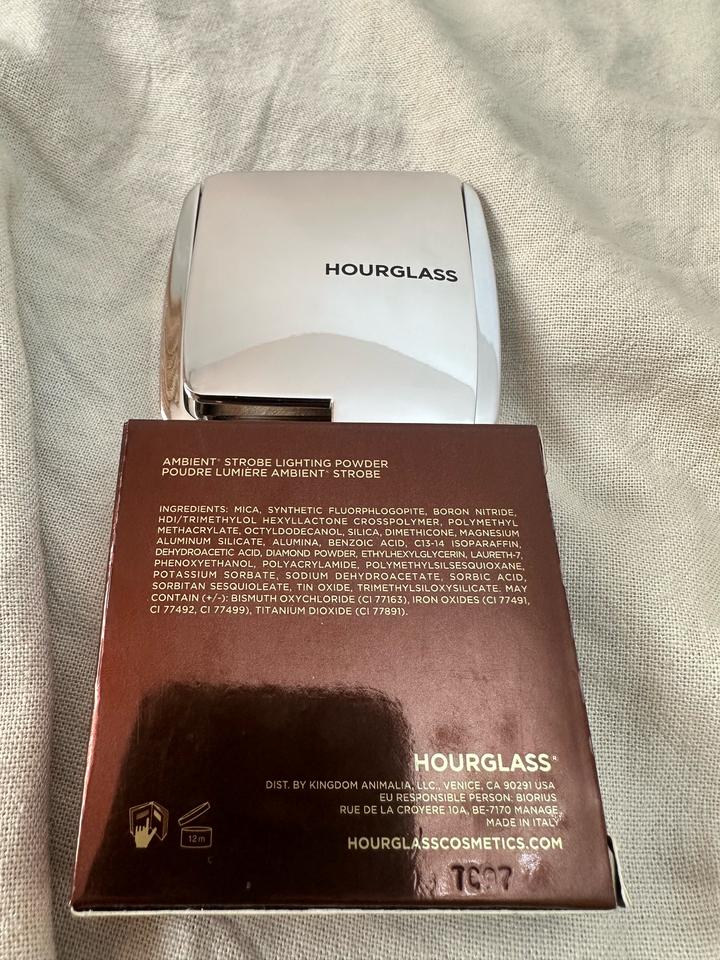 HOURGLASS
AMBIENT® STROBE LIGHTING POWDER
POUDRE LUMIÈRE AMBIENT® STROBE
INGREDIENTS: MICA, SYNTHETIC FLUORPHLOGOPITE, BORON NITRIDE,
HDI/TRIMETHYLOL HEXYLLACTONE CROSSPOLYMER, POLYMETHYL
METHACRYLATE, OCTYLDODECANOL, SILICA, DIMETHICONE, MAGNESIUM
ALUMINUM SILICATE, ALUMINA, BENZOIC ACID, C13-14 ISOPARAFFIN,
DEHYDROACETIC ACID, DIAMOND POWDER, ETHYLHEXYLGLYCERIN, LAURETH-7,
PHENOXYETHANOL, POLYACRYLAMIDE, POLYMETHYLSILSESQUIOXANE,
POTASSIUM SORBATE, SODIUM DEHYDROACETATE, SORBIC ACID,
SORBITAN SESQUIOLEATE, TIN OXIDE, TRIMETHYLSILOXYSILICATE. MAY
CONTAIN (+/-): BISMUTH OXYCHLORIDE (CI 77163), IRON OXIDES (CI 77491,
CI 77492, CI 77499), TITANIUM DIOXIDE (CI 77891).
HOURGLASS®
DIST. BY KINGDOM ANIMALIA, LLC., VENICE, CA 90291 USA
EU RESPONSIBLE PERSON: BIORIUS
RUE DE LA CROYERE 10A, BE-7170 MANAGE
MADE IN ITALY
12m
HOURGLASSCOSMETICS.COM